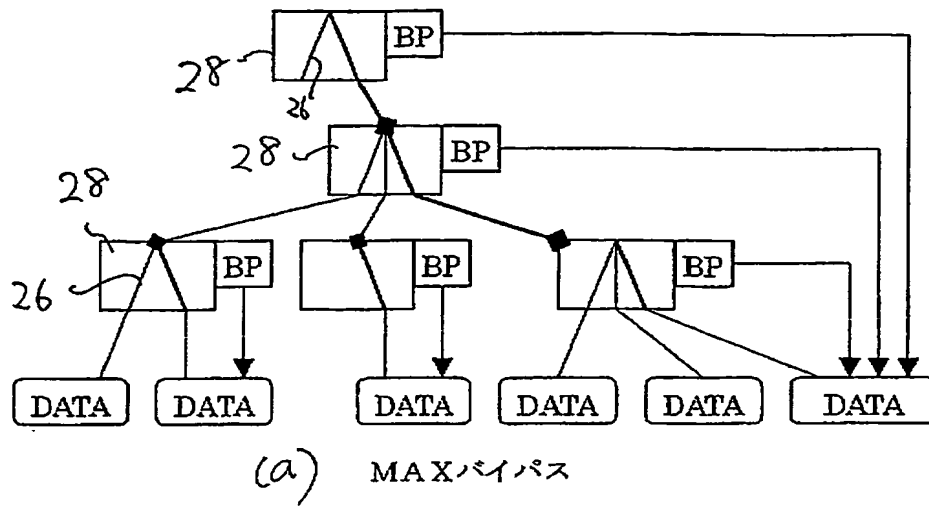 BP
28
26
28
BP
28
BP
BP
BP
26
DATA
DATA
DATA
DATA
DATA
DATA
(a) MAXバイパス